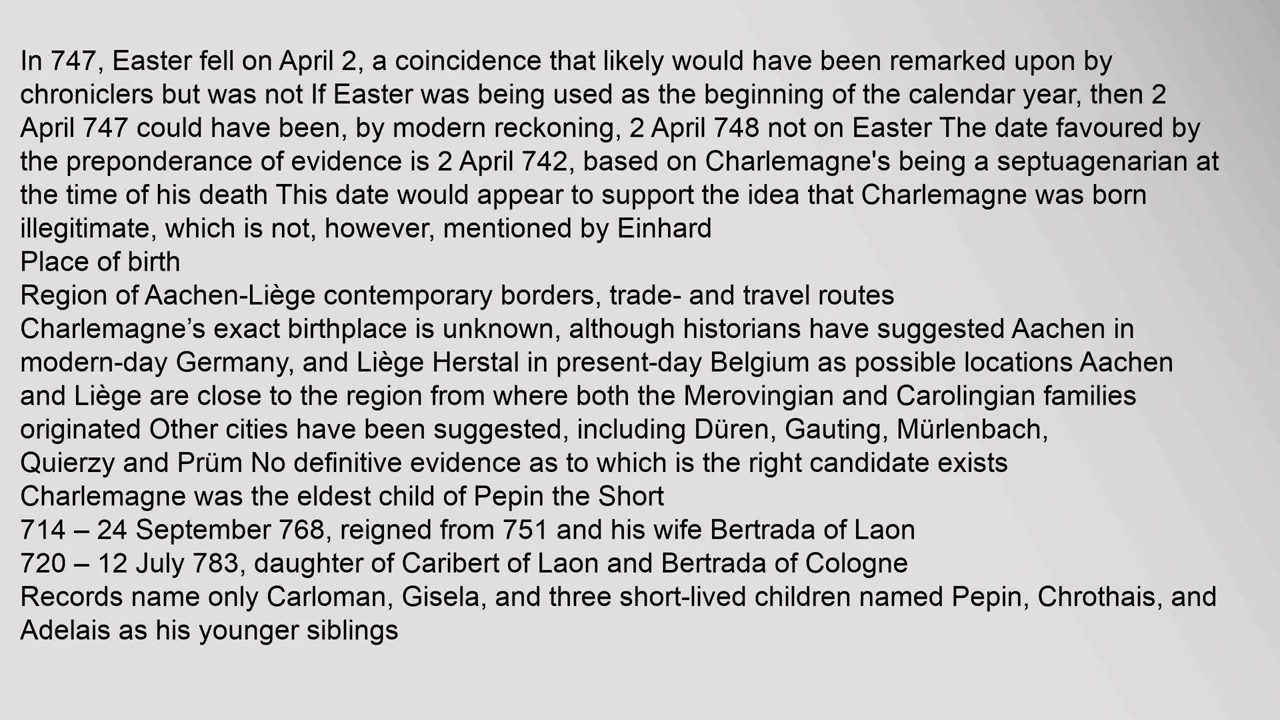 In 747, Easter fell on April 2, a coincidence that likely would have been remarked upon by
chroniclers but was not If Easter was being used as the beginning of the calendar year, then 2
April 747 could have been, by modern reckoning, 2 April 748 not on Easter The date favoured by
the preponderance of evidence is 2 April 742, based on Charlemagne's being a septuagenarian at
the time of his death This date would appear to support the idea that Charlemagne was born
illegitimate, which is not, however, mentioned by Einhard
Place of birth
Region of Aachen-Liège contemporary borders, trade- and travel routes
Charlemagne’s exact birthplace is unknown, although historians have suggested Aachen in
modern-day Germany, and Liège Herstal in present-day Belgium as possible locations Aachen
and Liège are close to the region from where both the Merovingian and Carolingian families
originated Other cities have been suggested, including Düren, Gauting, Mürlenbach,
Quierzy and Prüm No definitive evidence as to which is the right candidate exists
Charlemagne was the eldest child of Pepin the Short
714 – 24 September 768, reigned from 751 and his wife Bertrada of Laon
720 – 12 July 783, daughter of Caribert of Laon and Bertrada of Cologne
Records name only Carloman, Gisela, and three short-lived children named Pepin, Chrothais, and
Adelais as his younger siblings